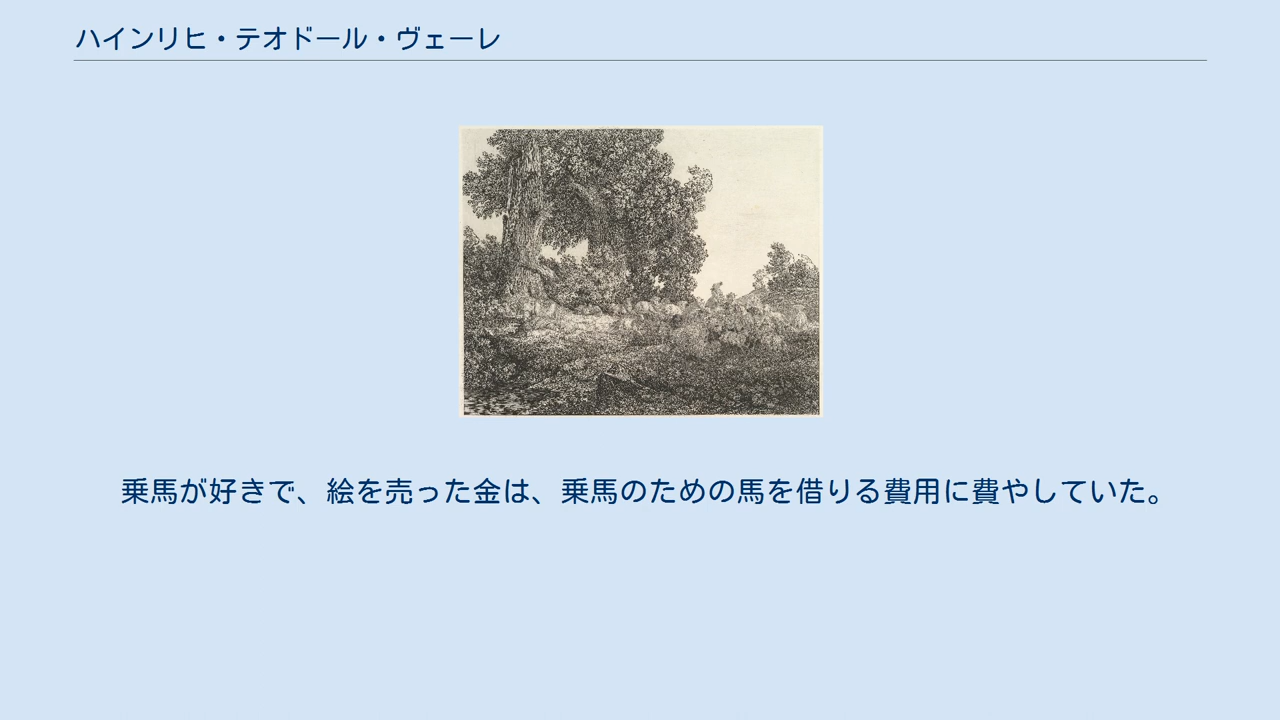 ハインリヒ・テオドール・ヴェーレ
乗馬が好きで、絵を売った金は、乗馬のための馬を借りる費用に費やしていた。